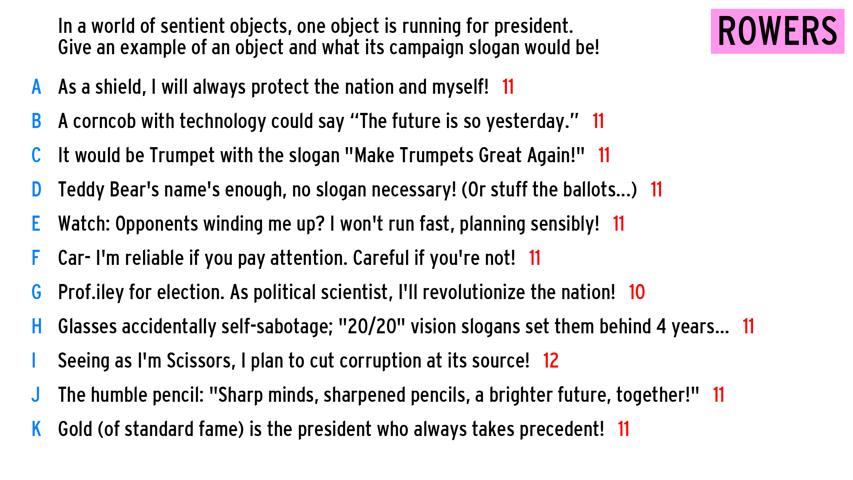 In a world of sentient objects, one object is running for president.
Give an example of an object and what its campaign slogan would be!
ROWERS
A As a shield, I will always protect the nation and myself! 11
B A corncob with technology could say “The future is so yesterday.” 11
C It would be Trumpet with the slogan "Make Trumpets Great Again!" 11
D Teddy Bear's name's enough, no slogan necessary! (Or stuff the ballots...) 11
E Watch: Opponents winding me up? I won't run fast, planning sensibly! 11
F Car- I'm reliable if you pay attention. Careful if you're not! 11
G Prof.iley for election. As political scientist, I'll revolutionize the nation! 10
H Glasses accidentally self-sabotage; "20/20" vision slogans set them behind 4 years... 11
I Seeing as I'm Scissors, I plan to cut corruption at its source! 12
J The humble pencil: "Sharp minds, sharpened pencils, a brighter future, together!" 11
K Gold (of standard fame) is the president who always takes precedent! 11